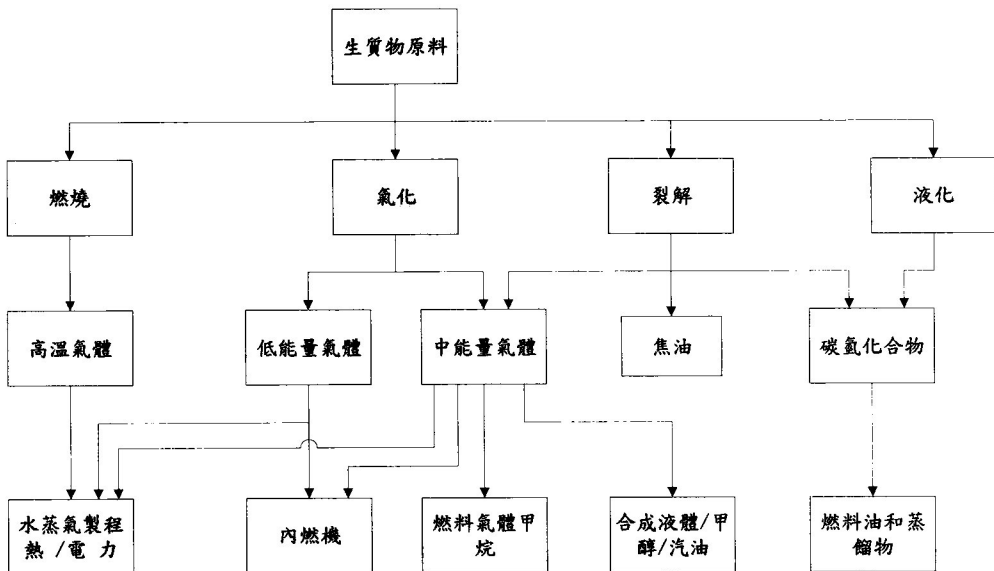 生質物原料
燃燒
氣化
裂解
液化
高溫氣體
低能量氣體
中能量氣體
焦油
碳氫化合物
水蒸氣製程
熱/電 力
內燃機
燃料氣體甲
烷
合成液體/甲
醇/汽油
燃料油和蒸
餾物